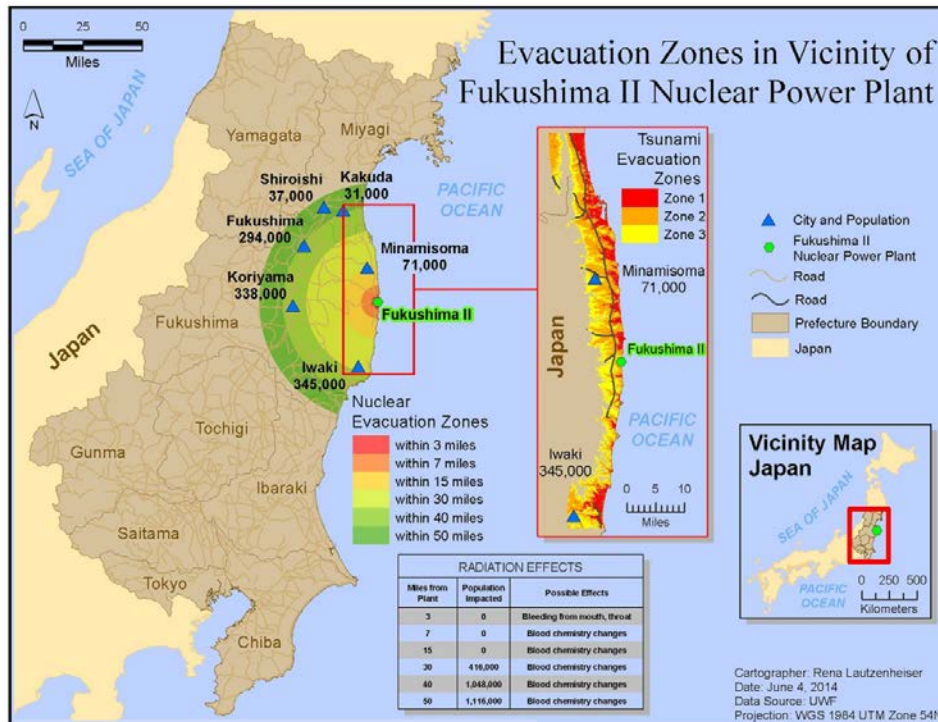 Evacuation Zones in Vicinity of
Fukushima II Nuclear Power Plant
0 25 50
Miles
N
SEA OF JAPAN
Yamagata
Miyagi
PACIFIC
OCEAN
Shiroishi
37,000
Kakuda
31,000
Fukushima
294,000
Minamisoma
71,000
Koriyama
338,000
Fukushima II
Fukushima
Iwaki
345,000
Japan
Tochigi
Gunma
Ibaraki
Saitama
Tokyo
Chiba
Nuclear
Evacuation Zones
within 3 miles
within 7 miles
within 15 miles
within 30 miles
within 40 miles
within 50 miles
Tsunami
Evacuation
Zones
Zone 1
Zone 2
Zone 3
Minamisoma
71,000
Japan
Fukushima II
PACIFIC
OCEAN
Iwaki
345,000
0 5 10
Miles
City and Population
Fukushima II
Nuclear Power Plant
Road
Road
Prefecture Boundary
Japan
Vicinity Map
Japan
SEA OF JAPAN
PACIFIC
OCEAN
0 250 500
Kilometers
RADIATION EFFECTS
Miles from Plant Population Impacted Possible Effects
3 0 Bleeding from mouth, throat
7 0 Blood chemistry changes
15 0 Blood chemistry changes
30 416,000 Blood chemistry changes
40 1,048,000 Blood chemistry changes
50 1,116,000 Blood chemistry changes
Cartographer: Rena Lautzenheiser
Date: June 4, 2014
Data Source: UWF
Projection: WGS 1984 UTM Zone 54N